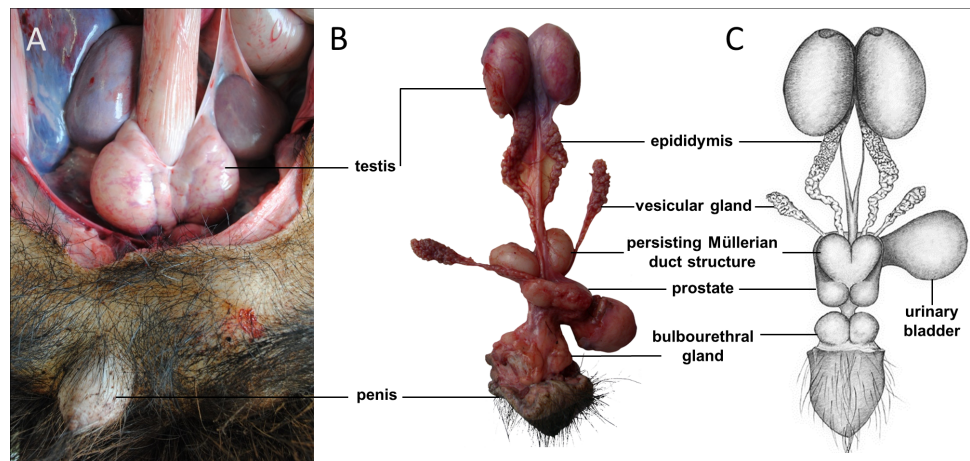 A
B
C
testis
epididymis
vesicular gland
persisting Müllerian
duct structure
prostate
urinary
bladder
bulbourethral
gland
penis